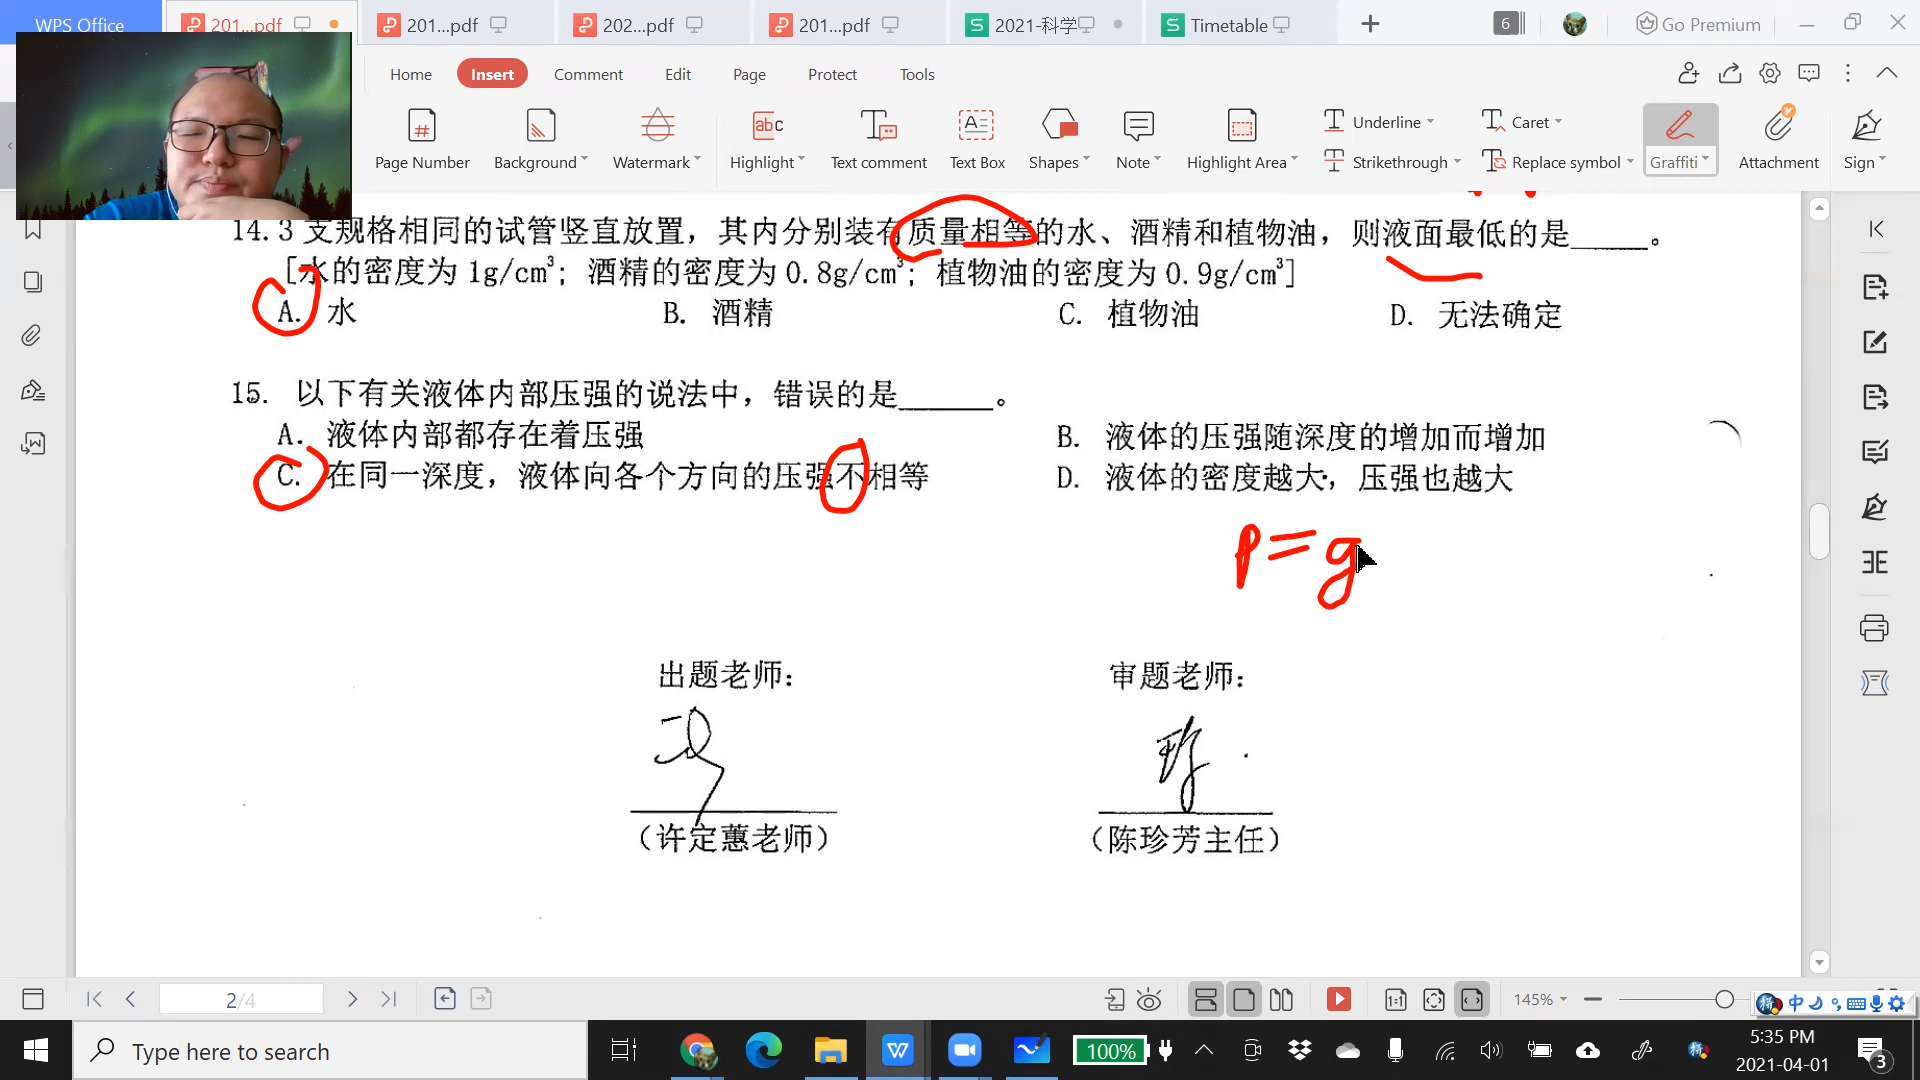 WPS Office
201...pdf
201...pdf
202...pdf
201...pdf
2021-科学
Timetable
6
Go Premium
Home
Insert
Comment
Edit
Page
Protect
Tools
Page Number
Background
Watermark
Highlight
Text comment
Text Box
Shapes
Note
Highlight Area
Underline
Strikethrough
Caret
Replace symbol
Graffiti
Attachment
Sign
14.3 支规格相同的试管竖直放置，其内分别装有质量相等的水、酒精和植物油，则液面最低的是_____。
[水的密度为 1g/cm³；酒精的密度为 0.8g/cm³；植物油的密度为 0.9g/cm³]
A. 水 B. 酒精 C. 植物油 D. 无法确定
15. 以下有关液体内部压强的说法中，错误的是______。
A. 液体内部都存在着压强 B. 液体的压强随深度的增加而增加
C. 在同一深度，液体向各个方向的压强不相等 D. 液体的密度越大，压强也越大
P=g
出题老师： 审题老师：
（许定蕙老师） （陈珍芳主任）
2/4
1:1
145%
中
Type here to search
100%
5:35 PM
2021-04-01
3